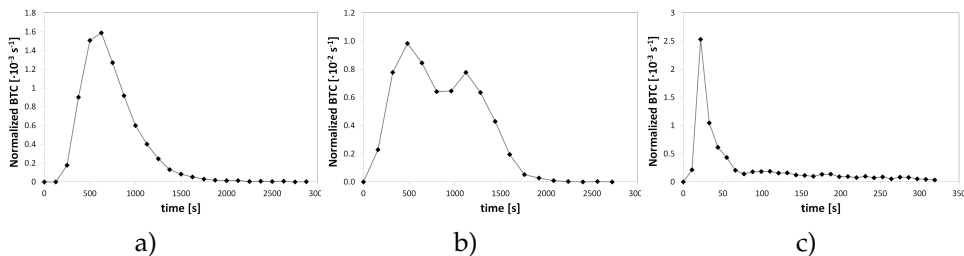 Normalized BTC [·10⁻³ s⁻¹]
1.8
1.6
1.4
1.2
1
0.8
0.6
0.4
0.2
0
0 500 1000 1500 2000 2500 3000
time [s]
a)
Normalized BTC [·10⁻² s⁻¹]
1.2
1.0
0.8
0.6
0.4
0.2
0.0
0 500 1000 1500 2000 2500 3000
time [s]
b)
Normalized BTC [·10⁻³ s⁻¹]
3
2.5
2
1.5
1
0.5
0
0 50 100 150 200 250 300 350
time [s]
c)